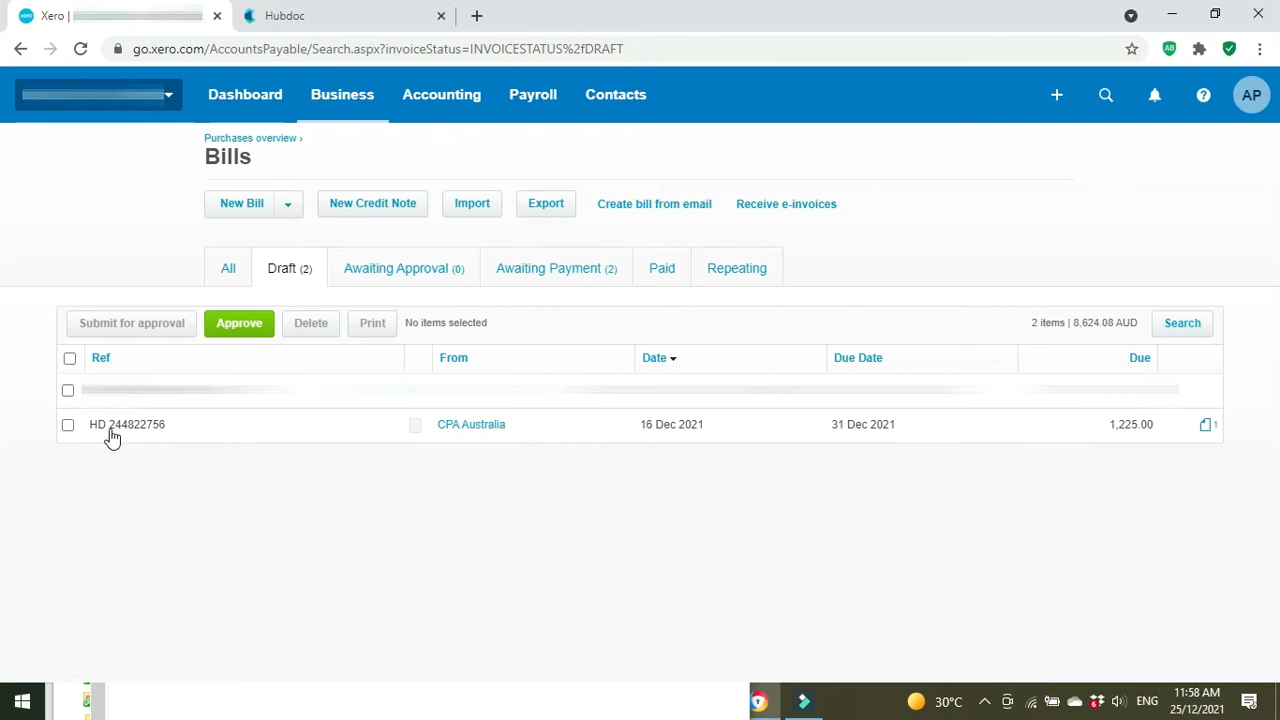 Xero |
Hubdoc
go.xero.com/AccountsPayable/Search.aspx?invoiceStatus=INVOICESTATUS%2fDRAFT
AB
Dashboard Business Accounting Payroll Contacts AP
Purchases overview ›
Bills
New Bill New Credit Note Import Export Create bill from email Receive e-invoices
All Draft (2) Awaiting Approval (0) Awaiting Payment (2) Paid Repeating
Submit for approval Approve Delete Print No items selected 2 items | 8,624.08 AUD Search
Ref From Date Due Date Due
HD 244822756 CPA Australia 16 Dec 2021 31 Dec 2021 1,225.00 1
30°C ENG 11:58 AM
25/12/2021